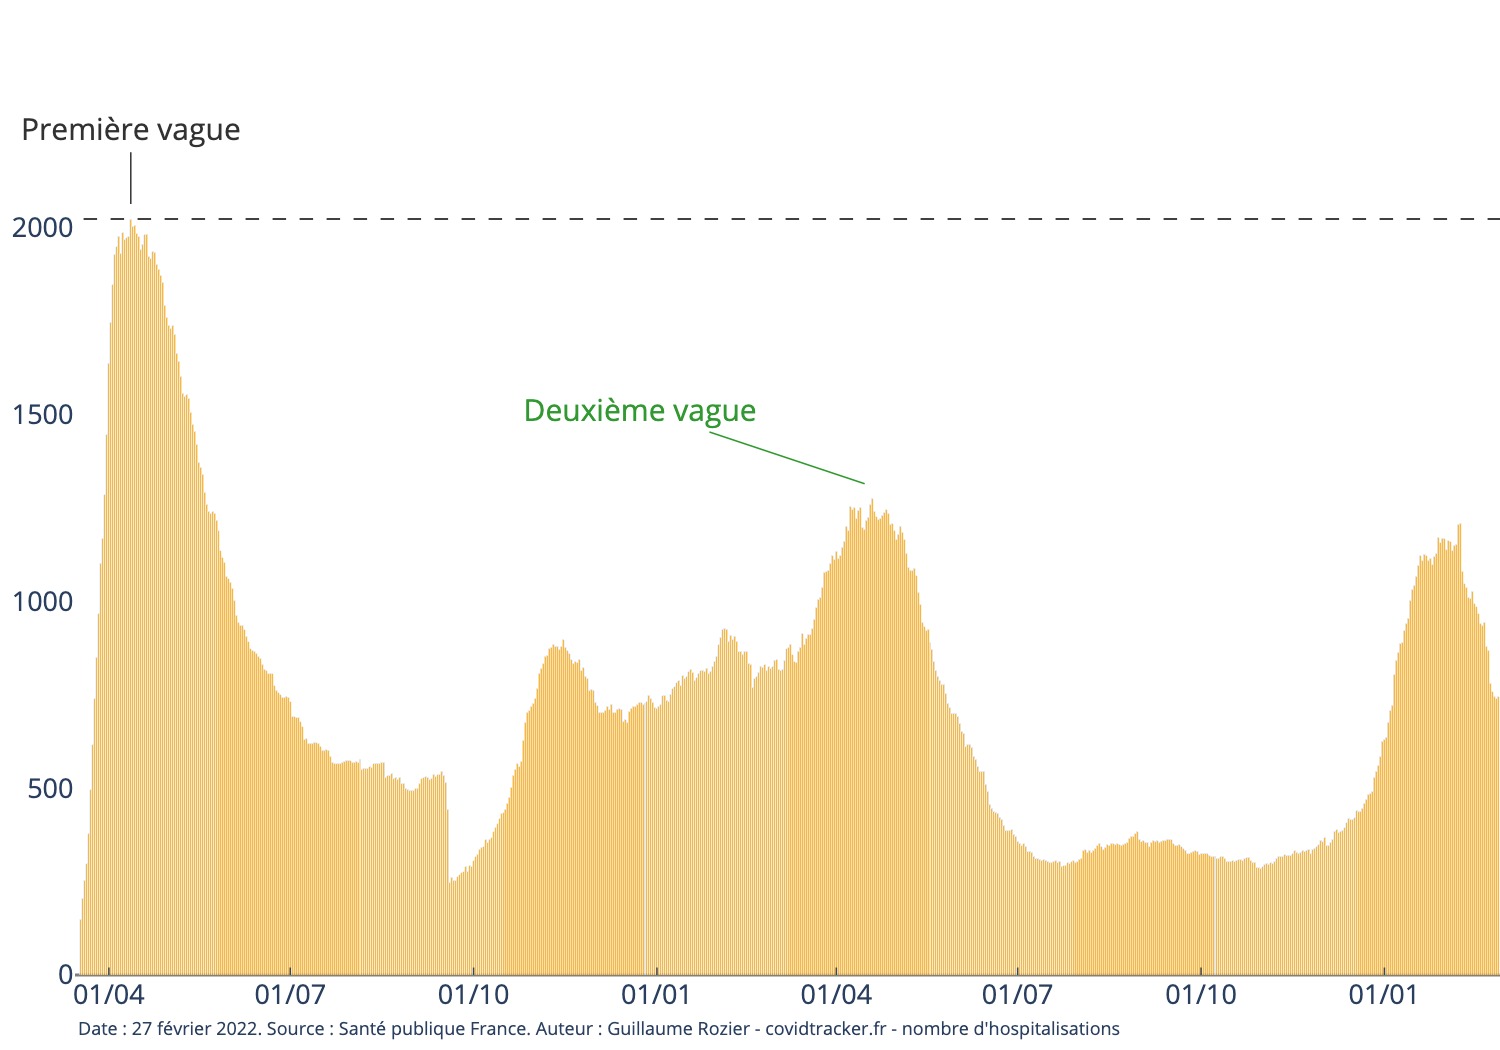 Première vague
2000
Deuxième vague
1500
1000
500
0
01/04 01/07 01/10 01/01 01/04 01/07 01/10 01/01
Date : 27 février 2022. Source : Santé publique France. Auteur : Guillaume Rozier - covidtracker.fr - nombre d'hospitalisations